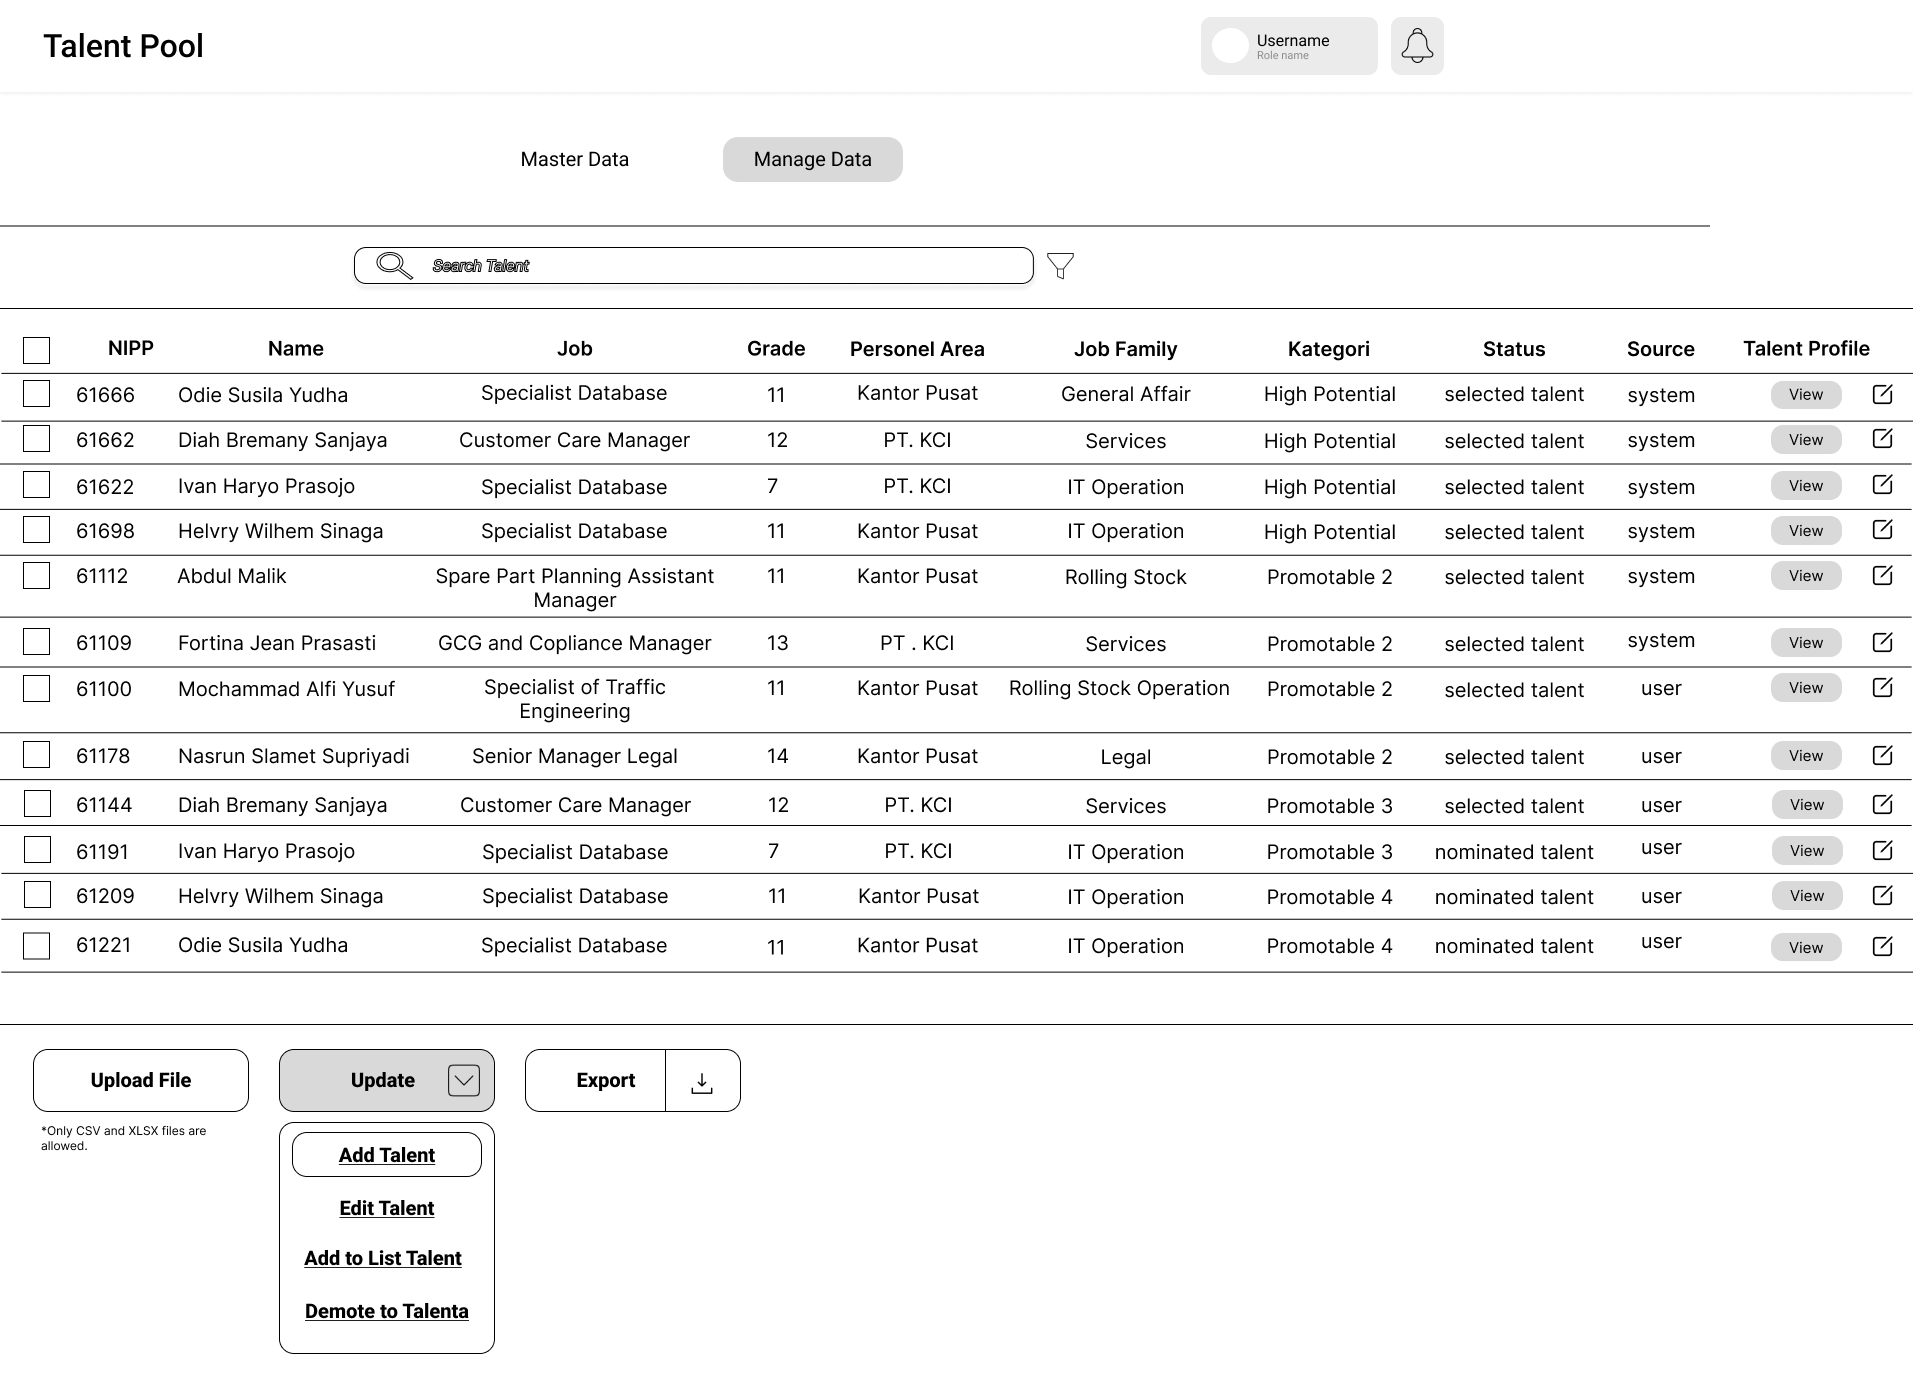 Talent Pool
Username
Role name
Master Data
Manage Data
Search Talent
NIPP Name Job Grade Personel Area Job Family Kategori Status Source Talent Profile
61666 Odie Susila Yudha Specialist Database 11 Kantor Pusat General Affair High Potential selected talent system View
61662 Diah Bremany Sanjaya Customer Care Manager 12 PT. KCI Services High Potential selected talent system View
61622 Ivan Haryo Prasojo Specialist Database 7 PT. KCI IT Operation High Potential selected talent system View
61698 Helvry Wilhem Sinaga Specialist Database 11 Kantor Pusat IT Operation High Potential selected talent system View
61112 Abdul Malik Spare Part Planning Assistant 11 Kantor Pusat Rolling Stock Promotable 2 selected talent system View
Manager
61109 Fortina Jean Prasasti GCG and Copliance Manager 13 PT . KCI Services Promotable 2 selected talent system View
61100 Mochammad Alfi Yusuf Specialist of Traffic 11 Kantor Pusat Rolling Stock Operation Promotable 2 selected talent user View
Engineering
61178 Nasrun Slamet Supriyadi Senior Manager Legal 14 Kantor Pusat Legal Promotable 2 selected talent user View
61144 Diah Bremany Sanjaya Customer Care Manager 12 PT. KCI Services Promotable 3 selected talent user View
61191 Ivan Haryo Prasojo Specialist Database 7 PT. KCI IT Operation Promotable 3 nominated talent user View
61209 Helvry Wilhem Sinaga Specialist Database 11 Kantor Pusat IT Operation Promotable 4 nominated talent user View
61221 Odie Susila Yudha Specialist Database 11 Kantor Pusat IT Operation Promotable 4 nominated talent user View
Upload File
Update
Export
*Only CSV and XLSX files are
allowed.
Add Talent
Edit Talent
Add to List Talent
Demote to Talenta